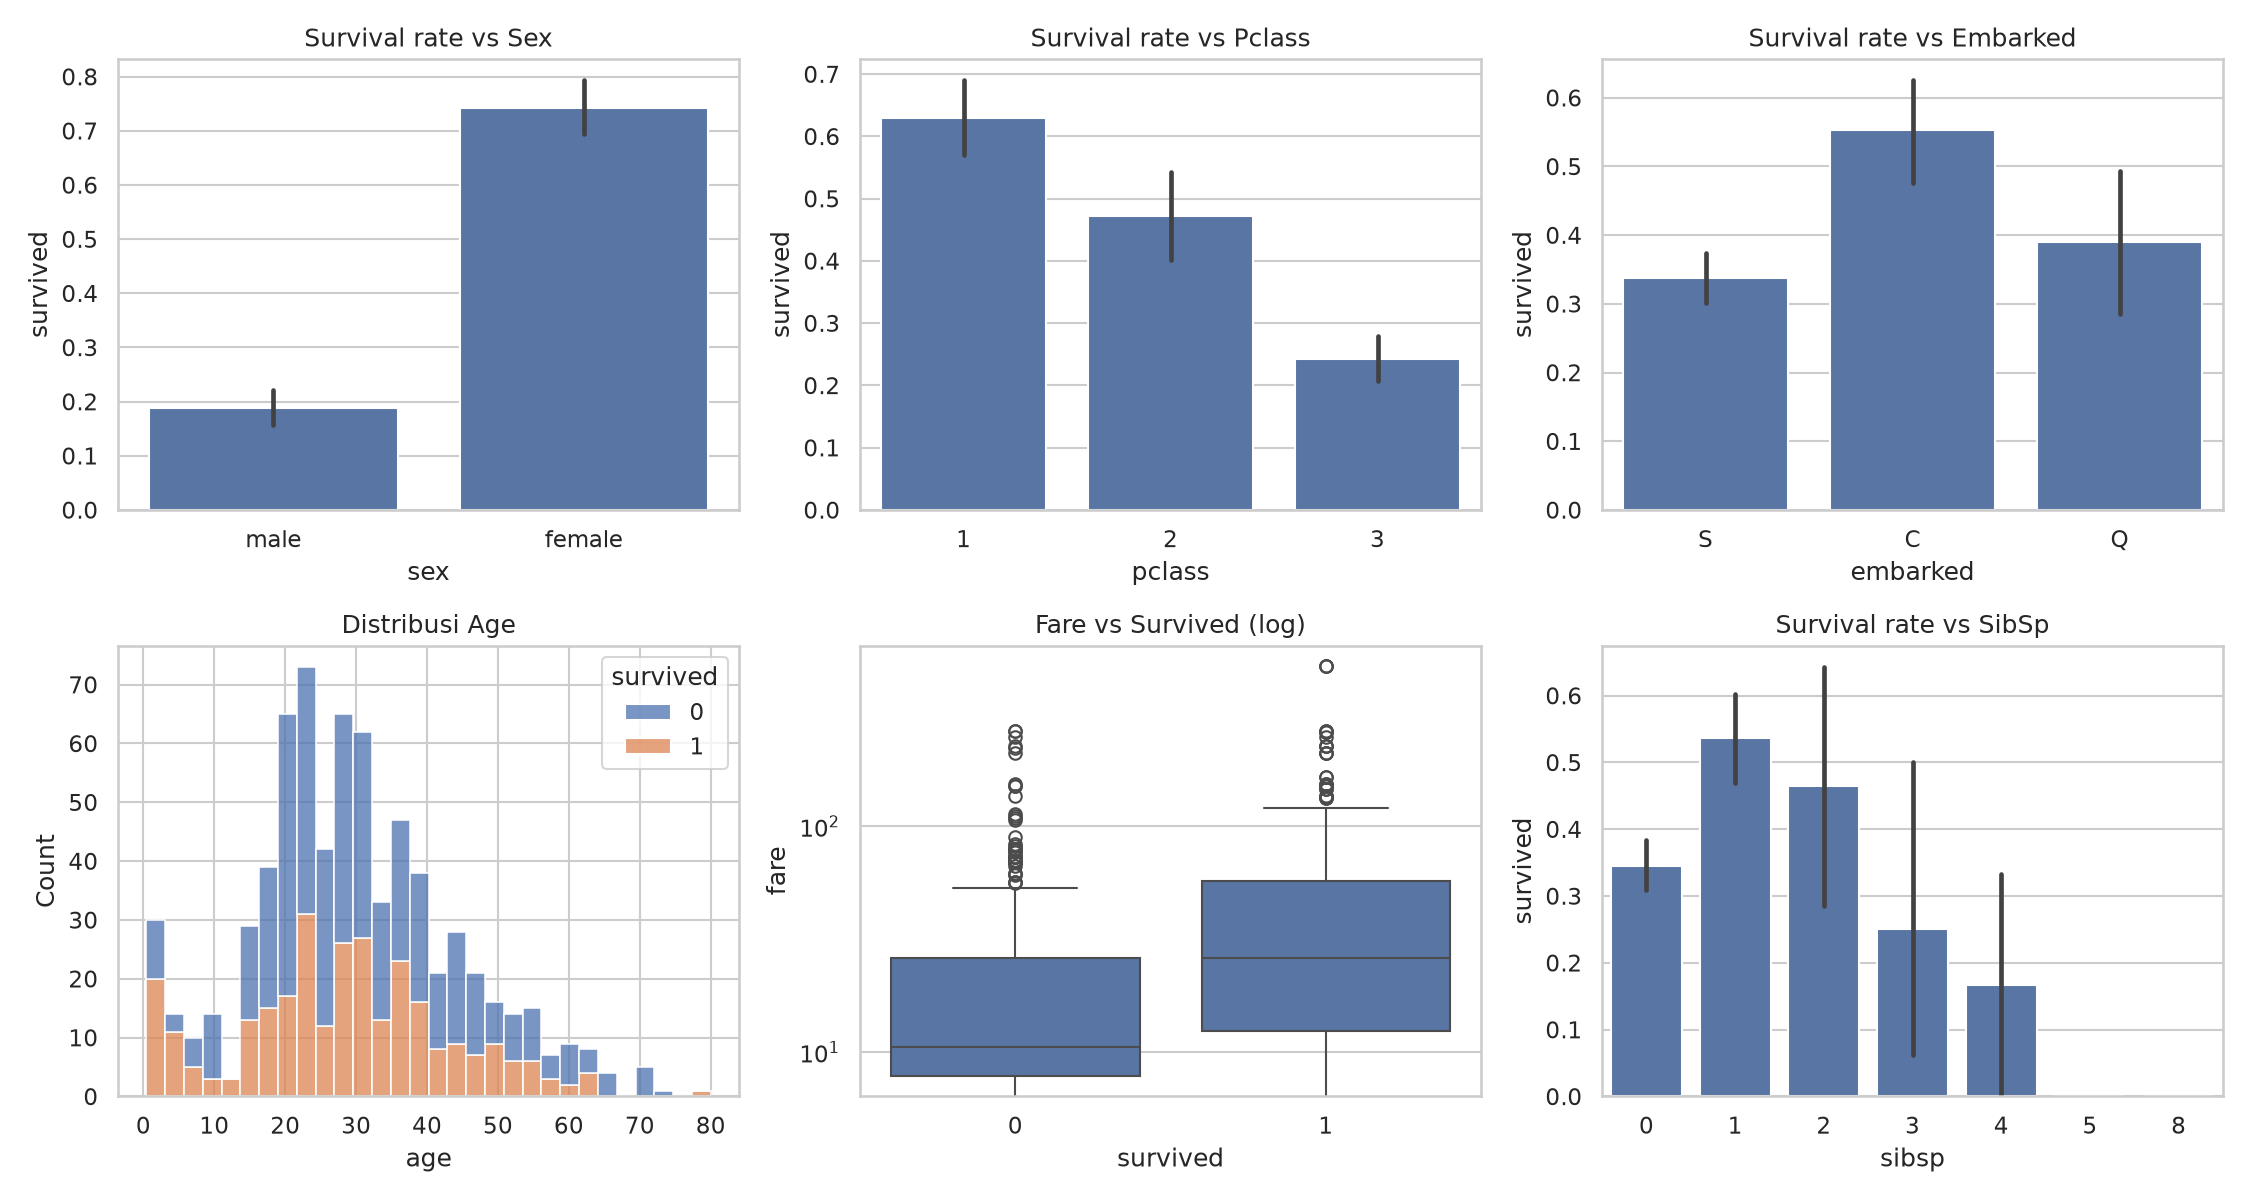 Survival rate vs Sex
0.8
0.7
0.6
0.5
0.4
0.3
0.2
0.1
0.0
survived
male female
sex
Survival rate vs Pclass
0.7
0.6
0.5
0.4
0.3
0.2
0.1
0.0
survived
1 2 3
pclass
Survival rate vs Embarked
0.6
0.5
0.4
0.3
0.2
0.1
0.0
survived
S C Q
embarked
Distribusi Age
70
60
50
40
30
20
10
0
Count
survived
0
1
0 10 20 30 40 50 60 70 80
age
Fare vs Survived (log)
10²
10¹
fare
0 1
survived
Survival rate vs SibSp
0.6
0.5
0.4
0.3
0.2
0.1
0.0
survived
0 1 2 3 4 5 8
sibsp